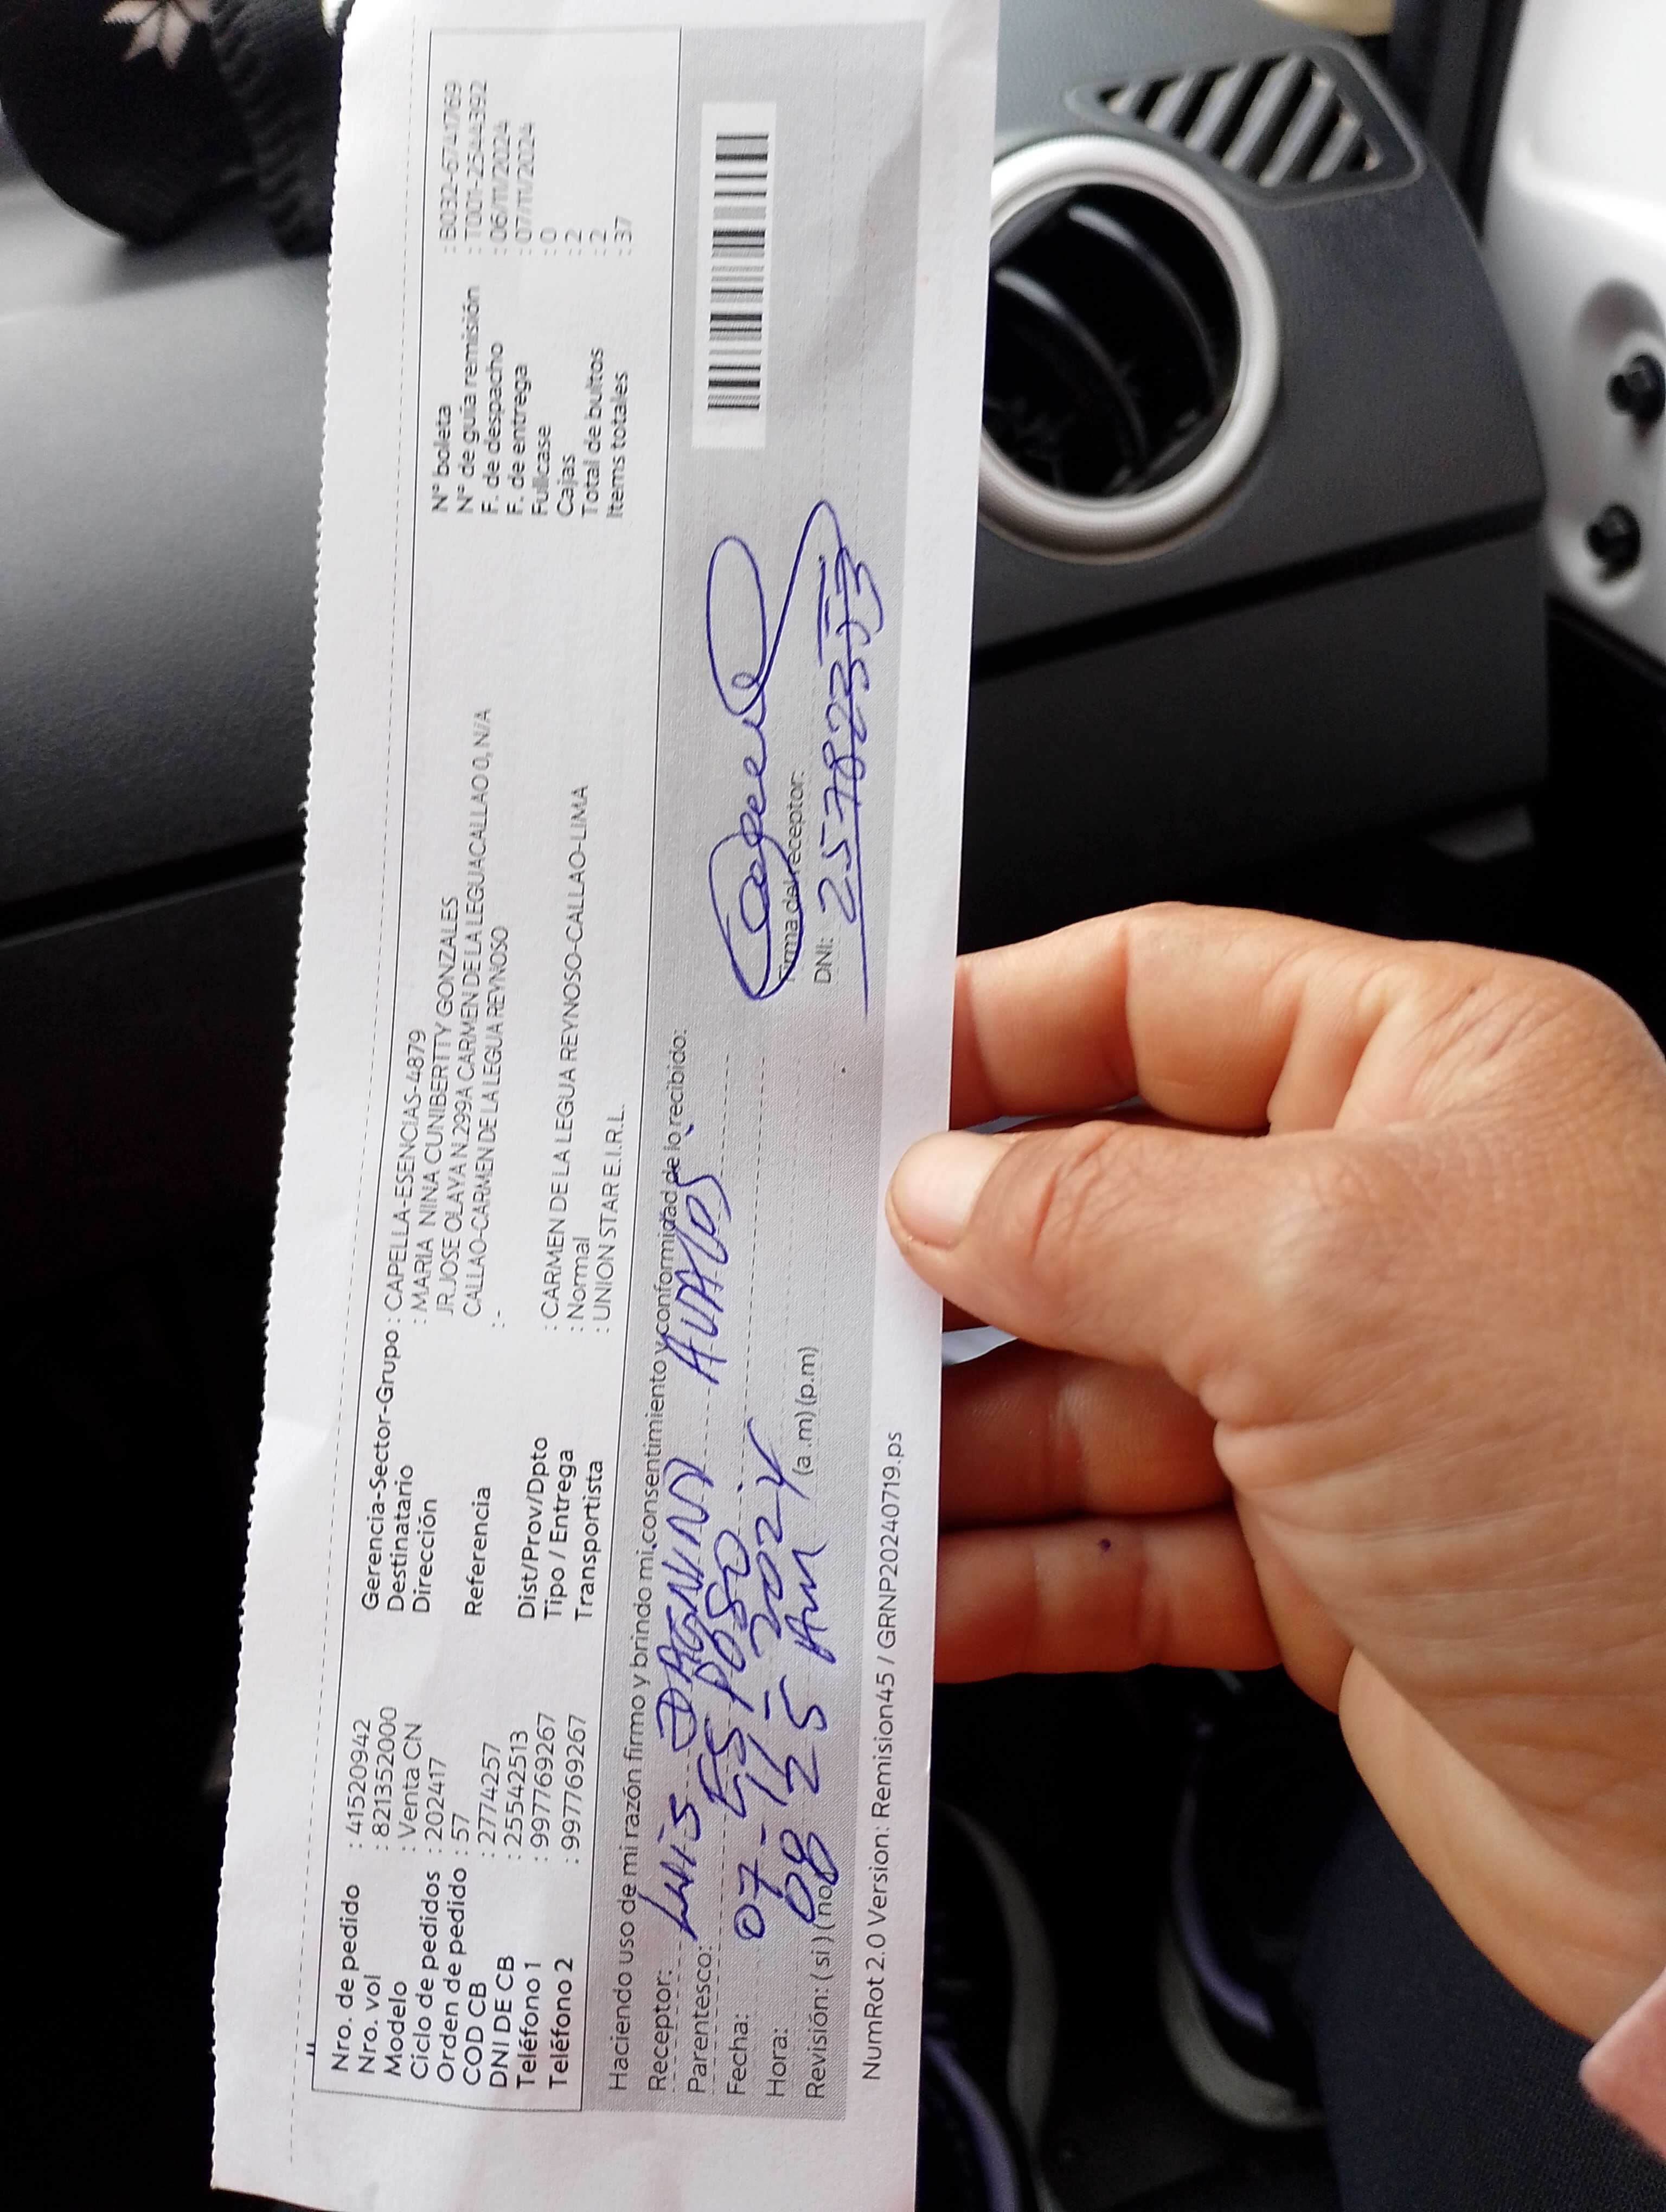 Nro. de pedido : 41520942
Nro. vol : 821352000
Modelo : Venta CN
Ciclo de pedidos : 202417
Orden de pedido : 57
COD CB : 27774257
DNI DE CB : 25542513
Teléfono 1 : 997769267
Teléfono 2 : 997769267
Gerencia-Sector-Grupo : CAPELLA-ESENCIAS-4879
Destinatario : MARIA NINA CUNIBERTTY GONZALES
Dirección JR.JOSE OLAYA N.299A CARMEN DE LA LEGUACALLAO 0, N/A
CALLAO-CARMEN DE LA LEGUA REYNOSO
Referencia : -
Dist/Prov/Dpto : CARMEN DE LA LEGUA REYNOSO-CALLAO-LIMA
Tipo / Entrega : Normal
Transportista : UNION STAR E.I.R.L.
N° boleta : B032-6741769
N° de guía remisión : T001-25443392
F. de despacho : 06/11/2024
F. de entrega : 07/11/2024
Fullcase : 0
Cajas : 2
Total de bultos : 2
Items totales : 37
Haciendo uso de mi razón firmo y brindo mi consentimiento y conformidad de lo recibido:
Receptor: LUIS DAGNINO AVALOS
Parentesco: ESPOSO
Fecha: 07-11-2024
Hora: 08 25 AM (a .m) (p.m)
Revisión: ( si ) ( no
Firma del receptor:
DNI: 25782373
NumRot 2.0 Version: Remision45 / GRNP20240719.ps